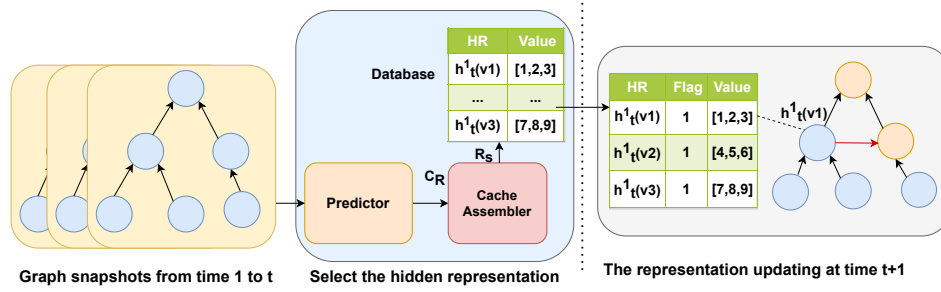 Database
HR Value
h¹t(v1) [1,2,3]
... ...
h¹t(v3) [7,8,9]
Rs
CR
Predictor
Cache
Assembler
HR Flag Value
h¹t(v1) 1 [1,2,3]
h¹t(v2) 1 [4,5,6]
h¹t(v3) 1 [7,8,9]
h¹t(v1)
Graph snapshots from time 1 to t
Select the hidden representation
The representation updating at time t+1